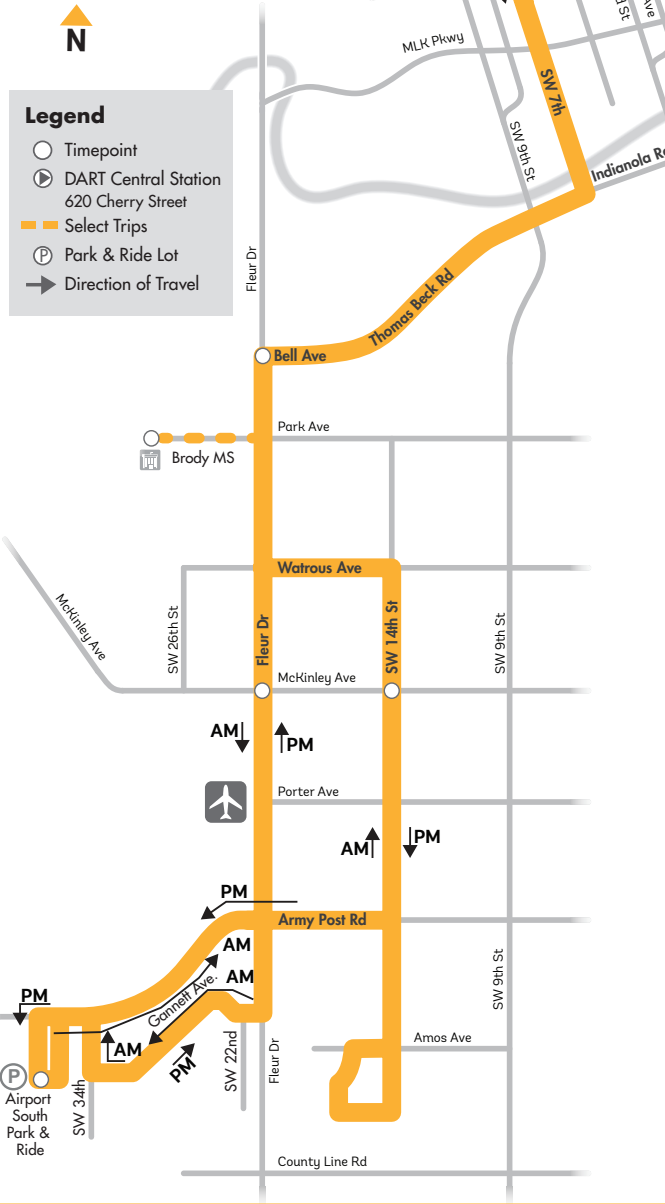 N
MLK Pkwy
SW 7th
d St
Ave
SW 9th St
Indianola R
Legend
Timepoint
DART Central Station
620 Cherry Street
Select Trips
P Park & Ride Lot
Direction of Travel
Fleur Dr
Thomas Beck Rd
Bell Ave
Park Ave
Brody MS
Watrous Ave
McKinley Ave
SW 26th St
Fleur Dr
SW 14th St
SW 9th St
McKinley Ave
AM
PM
Porter Ave
AM
PM
PM
Army Post Rd
AM
AM
Gannett Ave.
SW 9th St
PM
AM
PM
SW 22nd
Fleur Dr
Amos Ave
P
Airport
South
Park &
Ride
SW 34th
County Line Rd